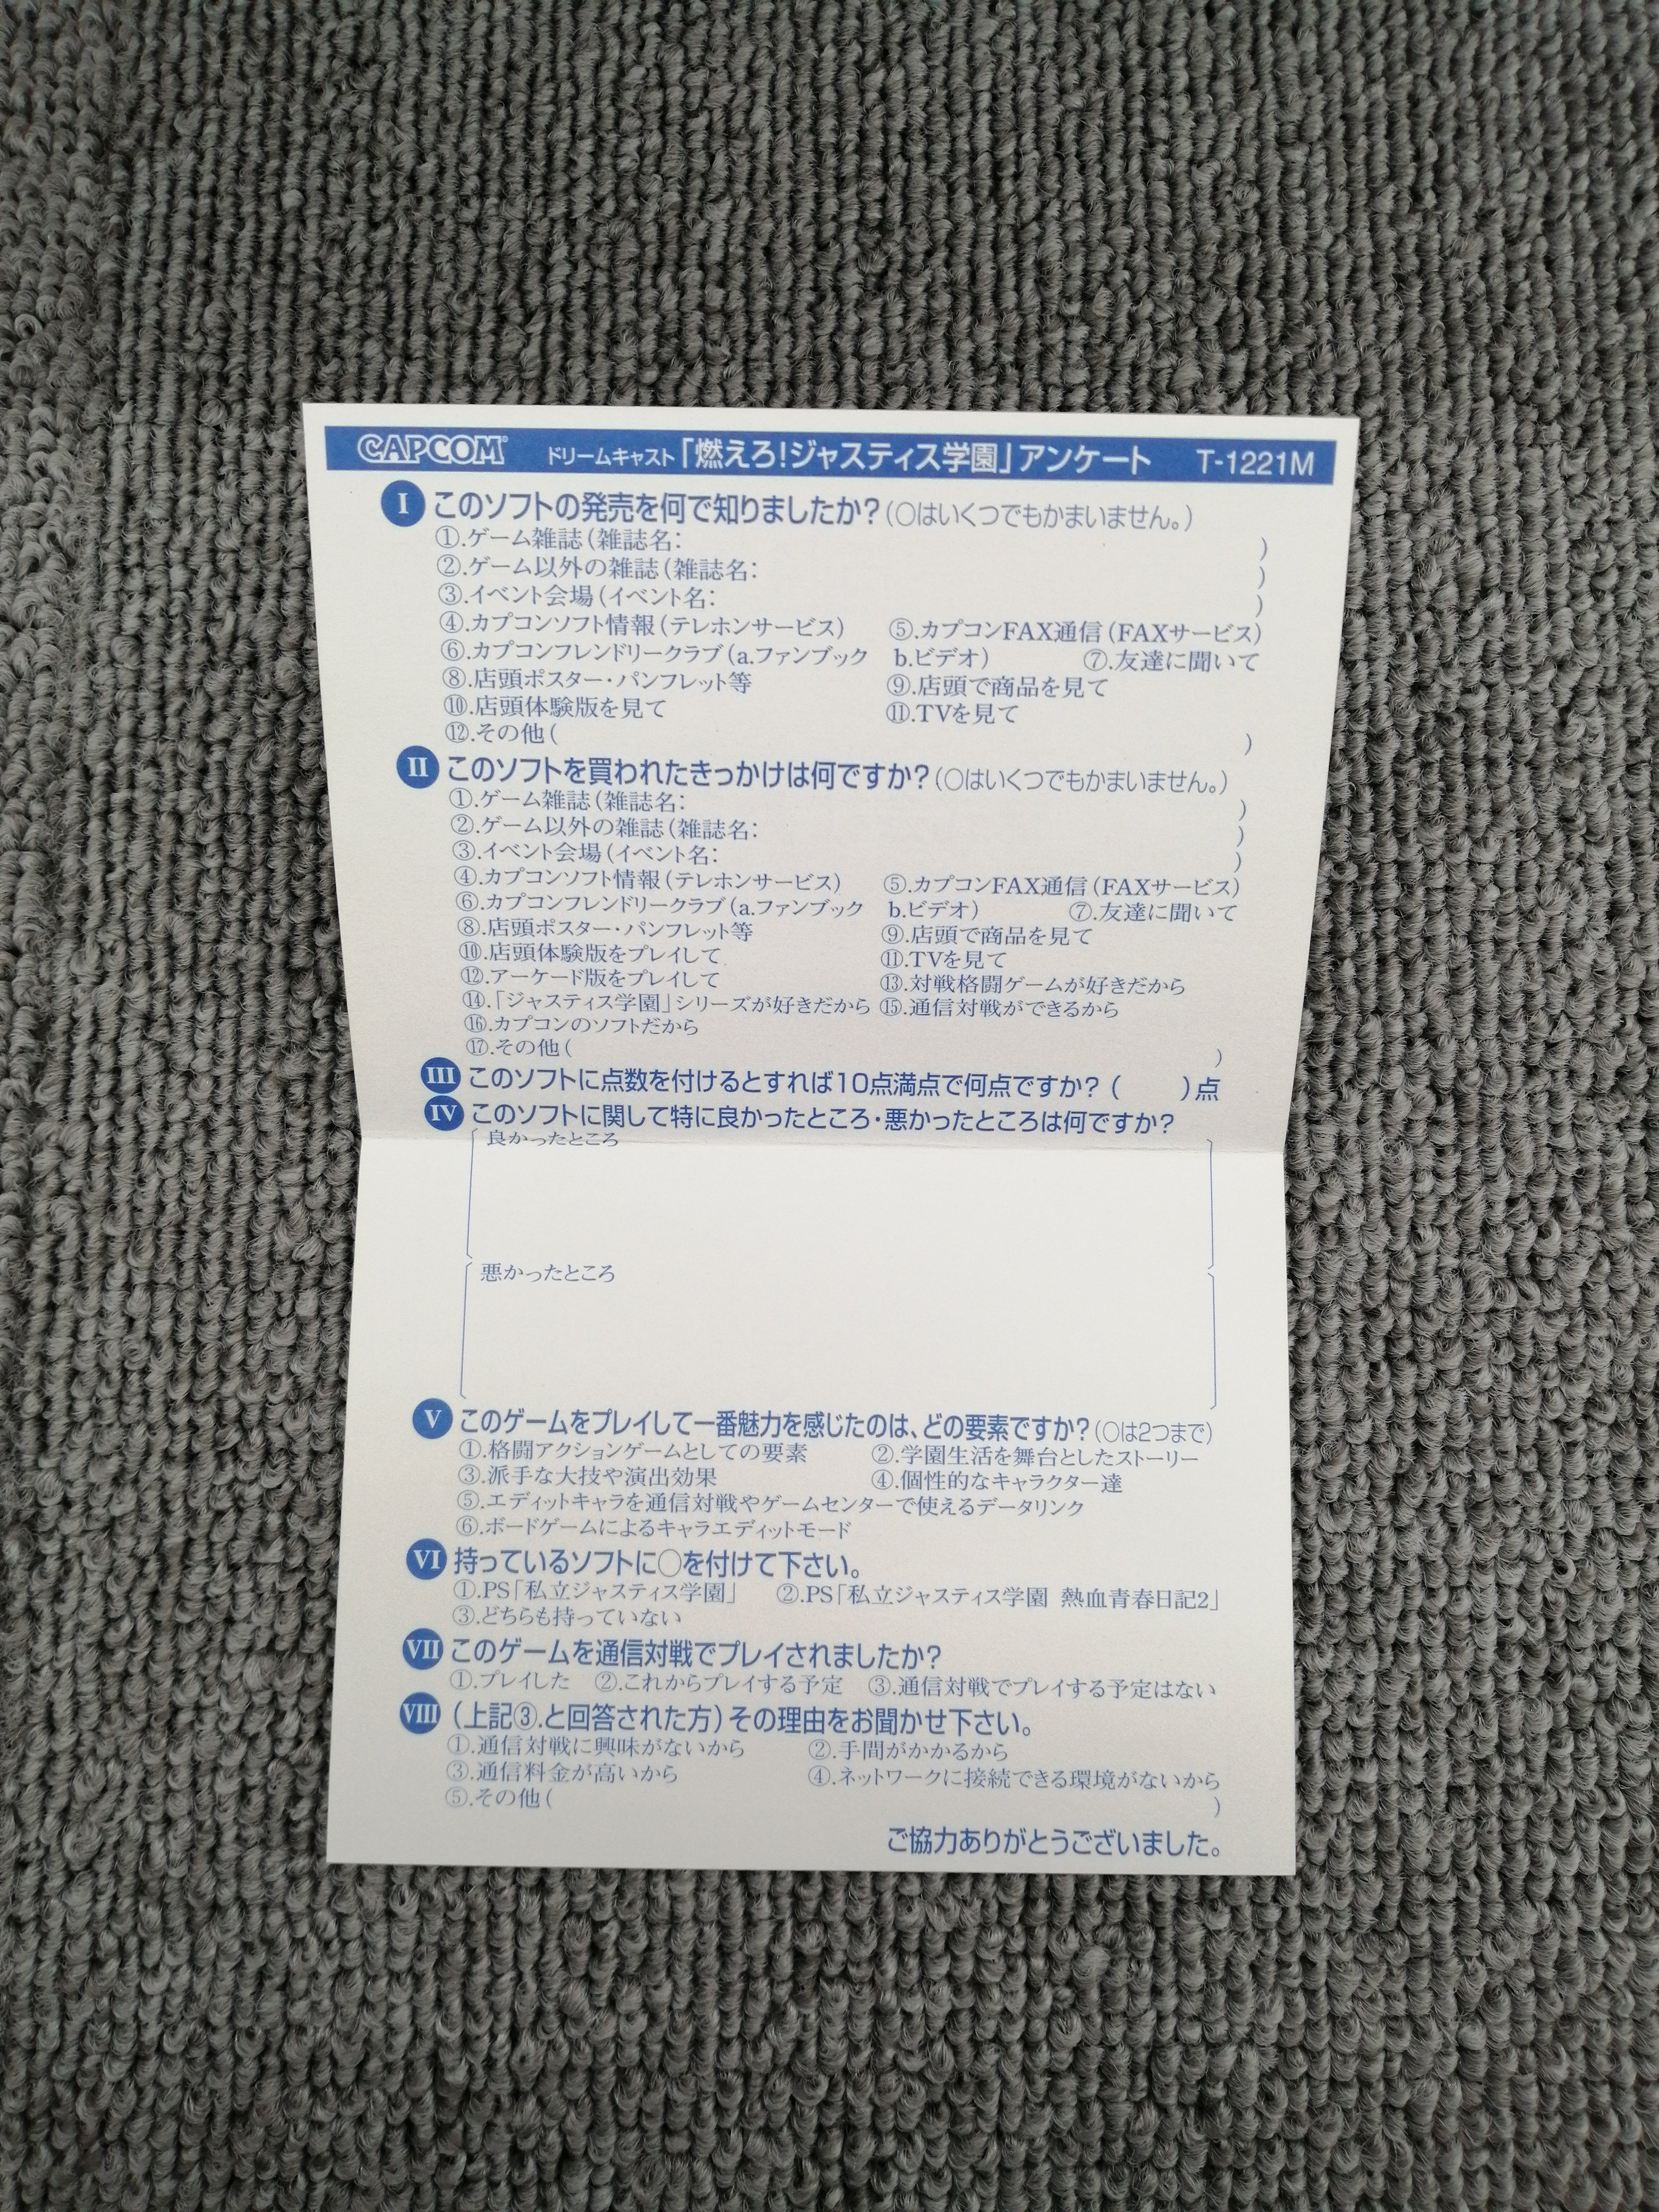 CAPCOM ドリームキャスト「燃えろ!ジャスティス学園」アンケート T-1221M
I このソフトの発売を何で知りましたか?(○はいくつでもかまいません。)
①.ゲーム雑誌(雑誌名: )
②.ゲーム以外の雑誌(雑誌名: )
③.イベント会場(イベント名: )
④.カプコンソフト情報(テレホンサービス) ⑤.カプコンFAX通信(FAXサービス)
⑥.カプコンフレンドリークラブ(a.ファンブック b.ビデオ) ⑦.友達に聞いて
⑧.店頭ポスター・パンフレット等 ⑨.店頭で商品を見て
⑩.店頭体験版を見て ⑪.TVを見て
⑫.その他( )
II このソフトを買われたきっかけは何ですか?(○はいくつでもかまいません。)
①.ゲーム雑誌(雑誌名: )
②.ゲーム以外の雑誌(雑誌名: )
③.イベント会場(イベント名: )
④.カプコンソフト情報(テレホンサービス) ⑤.カプコンFAX通信(FAXサービス)
⑥.カプコンフレンドリークラブ(a.ファンブック b.ビデオ) ⑦.友達に聞いて
⑧.店頭ポスター・パンフレット等 ⑨.店頭で商品を見て
⑩.店頭体験版をプレイして ⑪.TVを見て
⑫.アーケード版をプレイして ⑬.対戦格闘ゲームが好きだから
⑭.「ジャスティス学園」シリーズが好きだから ⑮.通信対戦ができるから
⑯.カプコンのソフトだから
⑰.その他( )
III このソフトに点数を付けるとすれば10点満点で何点ですか?( )点
IV このソフトに関して特に良かったところ・悪かったところは何ですか?
良かったところ
悪かったところ
V このゲームをプレイして一番魅力を感じたのは、どの要素ですか?(○は2つまで)
①.格闘アクションゲームとしての要素 ②.学園生活を舞台としたストーリー
③.派手な大技や演出効果 ④.個性的なキャラクター達
⑤.エディットキャラを通信対戦やゲームセンターで使えるデータリンク
⑥.ボードゲームによるキャラエディットモード
VI 持っているソフトに○を付けて下さい。
①.PS「私立ジャスティス学園」 ②.PS「私立ジャスティス学園 熱血青春日記2」
③.どちらも持っていない
VII このゲームを通信対戦でプレイされましたか?
①.プレイした ②.これからプレイする予定 ③.通信対戦でプレイする予定はない
VIII (上記③.と回答された方)その理由をお聞かせ下さい。
①.通信対戦に興味がないから ②.手間がかかるから
③.通信料金が高いから ④.ネットワークに接続できる環境がないから
⑤.その他( )
ご協力ありがとうございました。